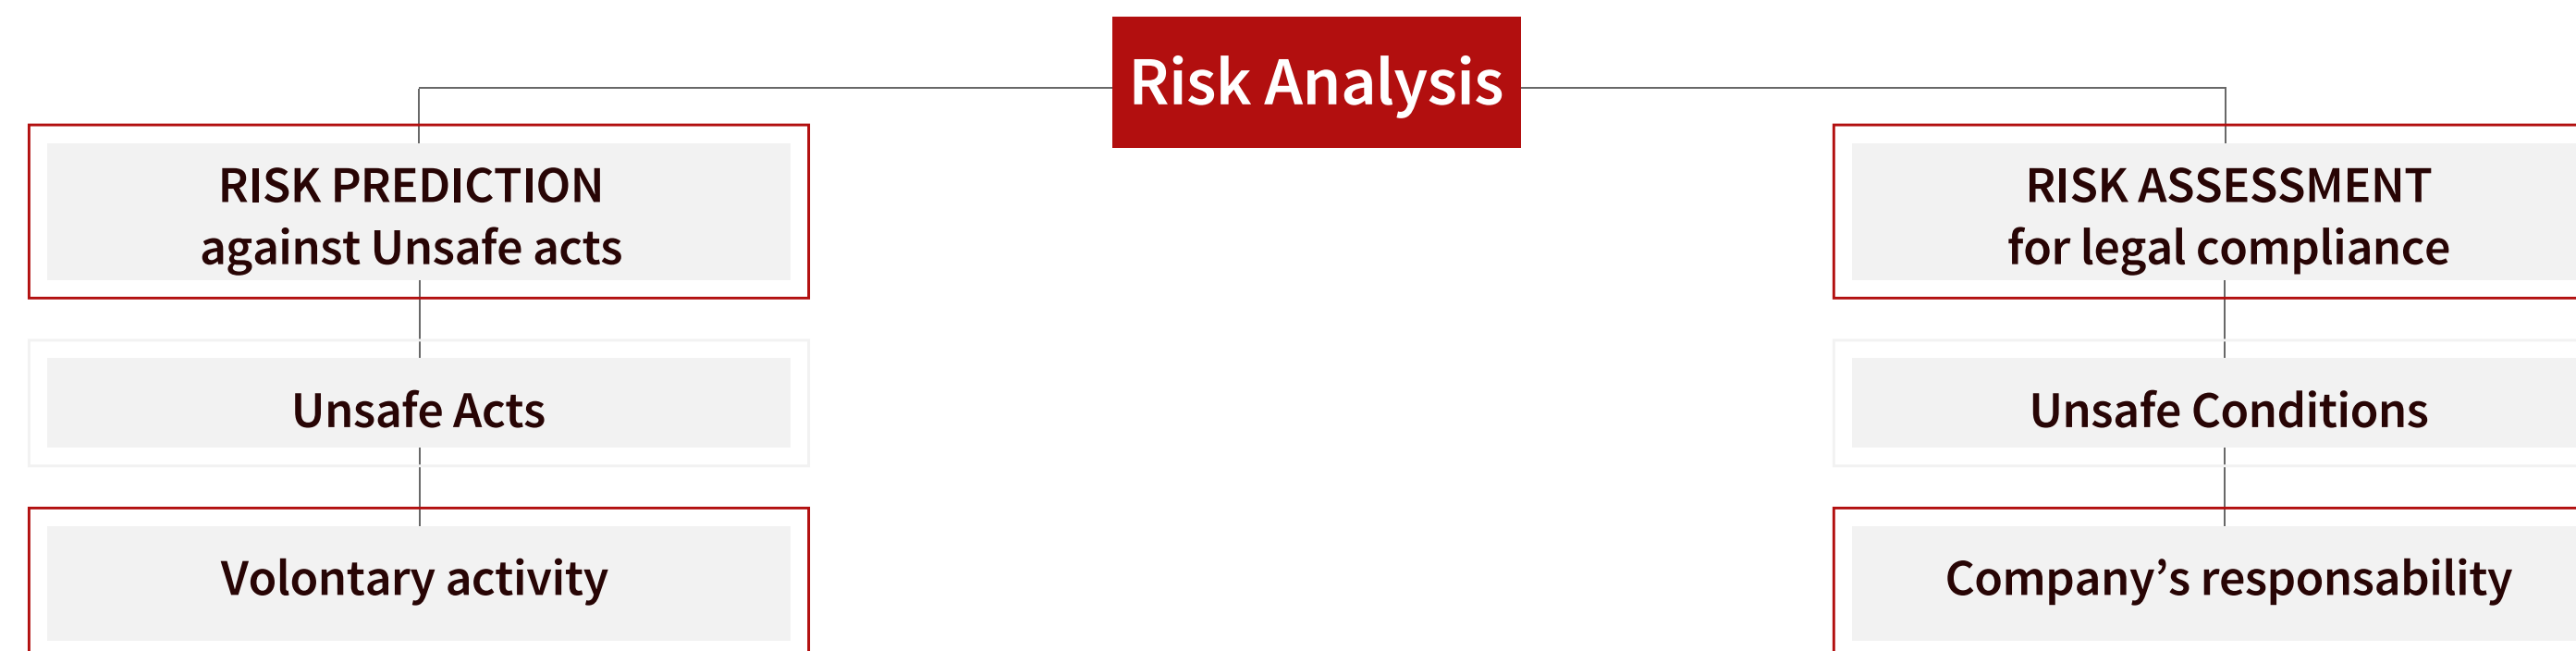 Risk Analysis
RISK PREDICTION
against Unsafe acts
RISK ASSESSMENT
for legal compliance
Unsafe Acts
Unsafe Conditions
Volontary activity
Company’s responsability